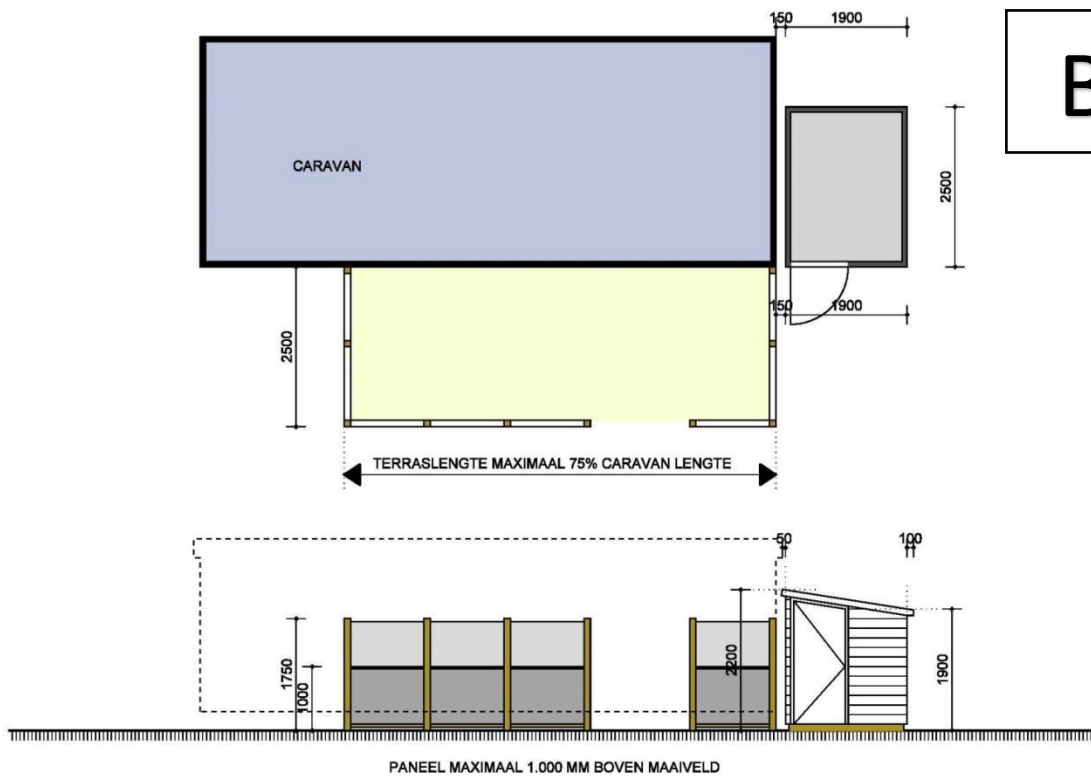 150 1900
B
CARAVAN
2500
150 1900
2500
TERRASLENGTE MAXIMAAL 75% CARAVAN LENGTE
50 100
1750
1000
2200
1900
PANEEL MAXIMAAL 1.000 MM BOVEN MAAIVELD